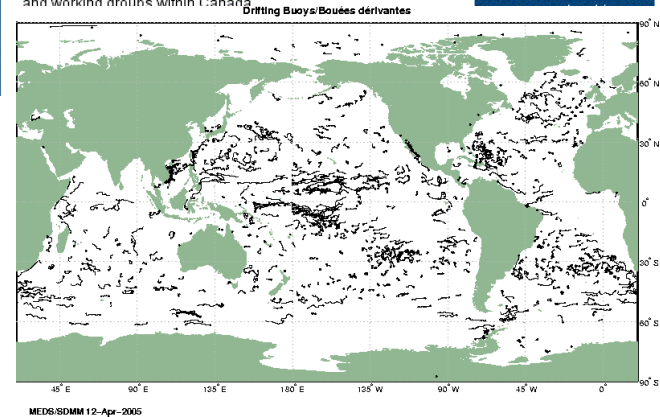 and working groups within Canada
Drifting Buoys/Bouées dérivantes
90° N
60° N
30° N
0°
30° S
60° S
90° S
45° E
90° E
135° E
180° E
135° W
90° W
45° W
0°
MEDS/SDMM 12-Apr-2005